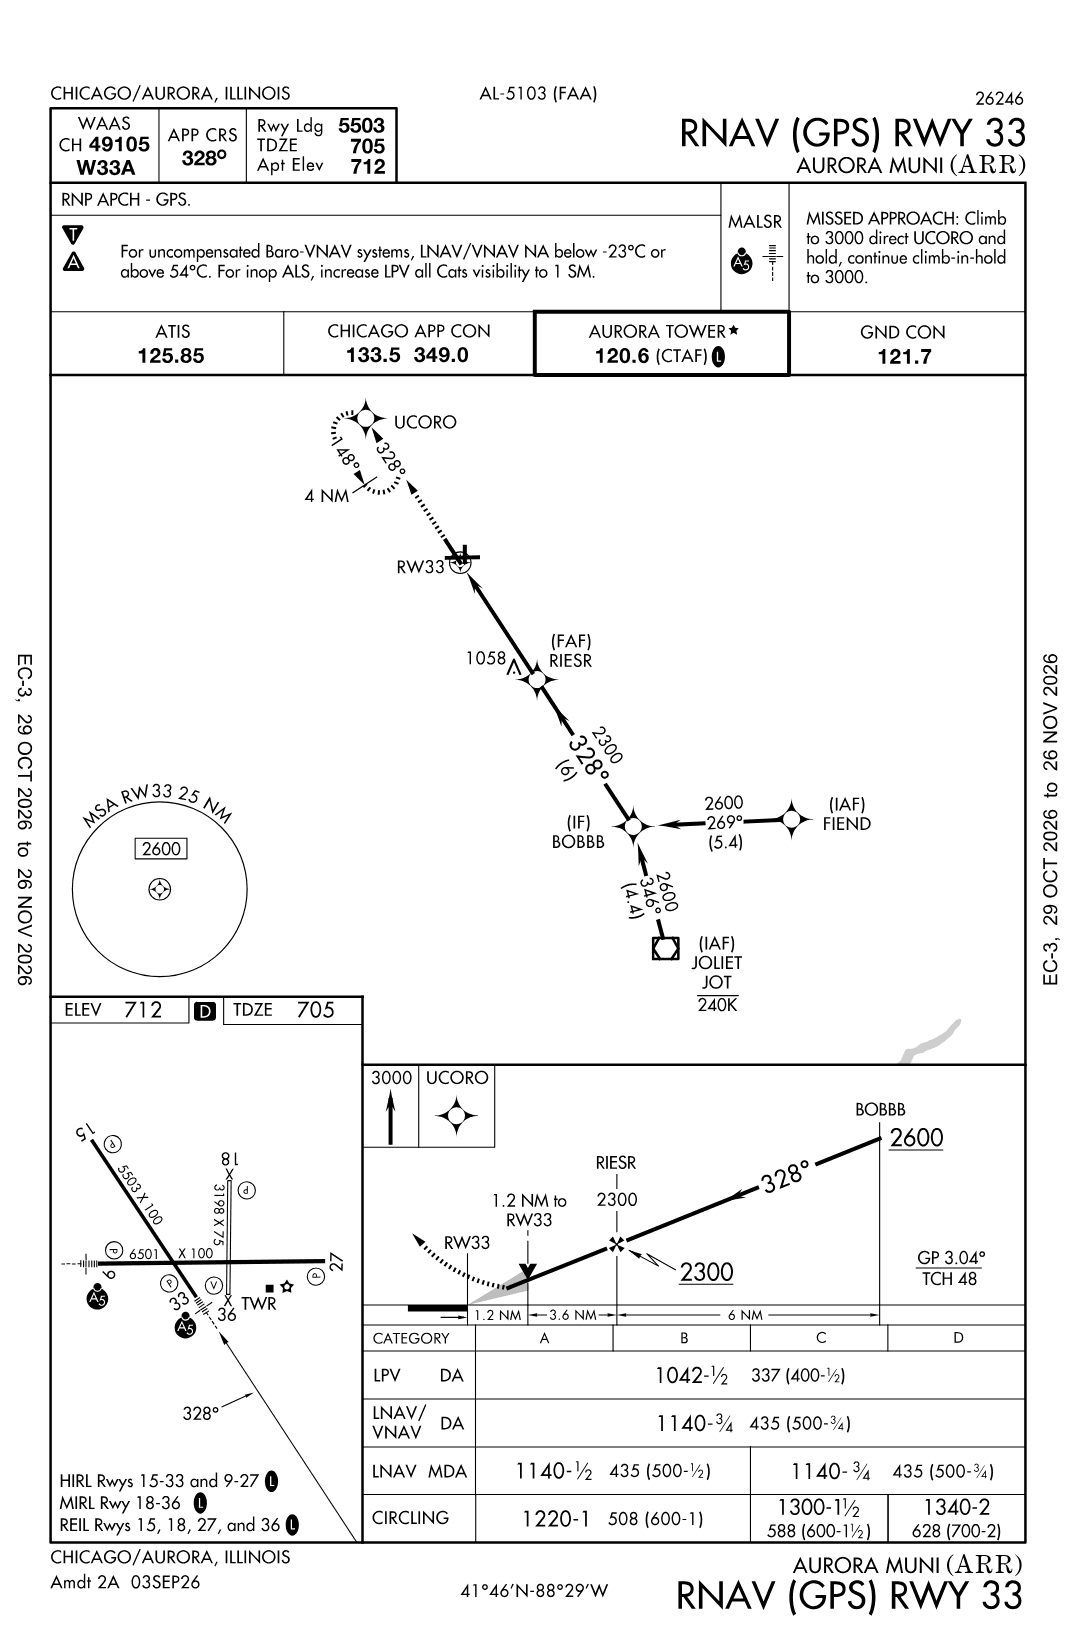 CHICAGO/AURORA, ILLINOIS
AL-5103 (FAA)
26246
WAAS
CH 49105
W33A
APP CRS
328°
Rwy Ldg 5503
TDZE 705
Apt Elev 712
RNAV (GPS) RWY 33
AURORA MUNI (ARR)
RNP APCH - GPS.
T
A
For uncompensated Baro-VNAV systems, LNAV/VNAV NA below -23°C or
above 54°C. For inop ALS, increase LPV all Cats visibility to 1 SM.
MALSR
A5
MISSED APPROACH: Climb
to 3000 direct UCORO and
hold, continue climb-in-hold
to 3000.
ATIS
125.85
CHICAGO APP CON
133.5 349.0
AURORA TOWER★
120.6 (CTAF) L
GND CON
121.7
UCORO
148°
328°
4 NM
RW33
(FAF)
RIESR
1058
2300
328°
(6)
(IF)
BOBBB
2600
269°
(5.4)
(IAF)
FIEND
2600
346°
(4.4)
(IAF)
JOLIET
JOT
240K
MSA RW33 25 NM
2600
EC-3, 29 OCT 2026 to 26 NOV 2026
EC-3, 29 OCT 2026 to 26 NOV 2026
ELEV 712
D
TDZE 705
15
P
5503 X 100
18
P
3198 X 75
P
6501 X 100
9
27
P
A5
P
33
V
36
TWR
A5
328°
HIRL Rwys 15-33 and 9-27 L
MIRL Rwy 18-36 L
REIL Rwys 15, 18, 27, and 36 L
3000
UCORO
BOBBB
2600
328°
RIESR
2300
1.2 NM to
RW33
RW33
2300
GP 3.04°
TCH 48
1.2 NM
3.6 NM
6 NM
CATEGORY A B C D
LPV DA 1042-½ 337 (400-½)
LNAV/
VNAV DA 1140-¾ 435 (500-¾)
LNAV MDA 1140-½ 435 (500-½) 1140-¾ 435 (500-¾)
CIRCLING 1220-1 508 (600-1)
1300-1½
588 (600-1½)
1340-2
628 (700-2)
CHICAGO/AURORA, ILLINOIS
Amdt 2A 03SEP26
41°46'N-88°29'W
AURORA MUNI (ARR)
RNAV (GPS) RWY 33